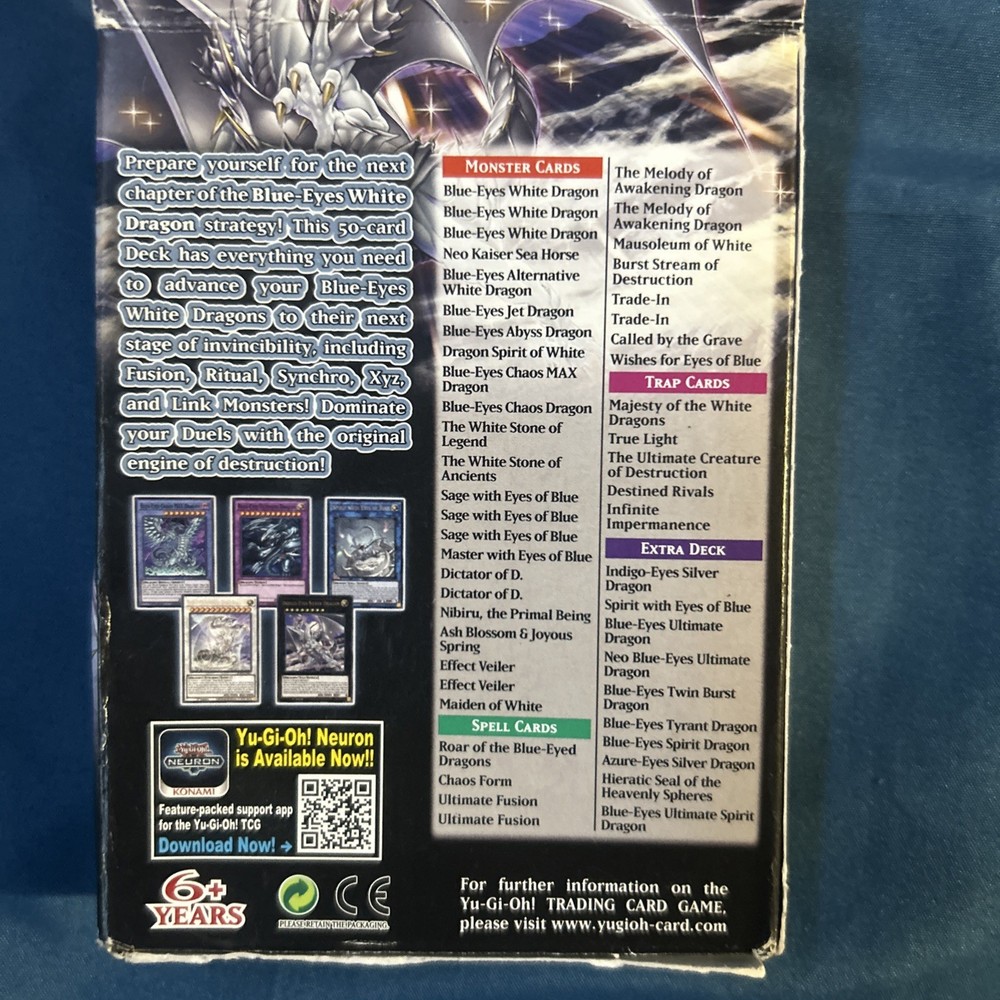 Prepare yourself for the next
chapter of the Blue-Eyes White
Dragon strategy! This 50-card
Deck has everything you need
to advance your Blue-Eyes
White Dragons to their next
stage of invincibility, including
Fusion, Ritual, Synchro, Xyz,
and Link Monsters! Dominate
your Duels with the original
engine of destruction!
MONSTER CARDS
Blue-Eyes White Dragon
Blue-Eyes White Dragon
Blue-Eyes White Dragon
Neo Kaiser Sea Horse
Blue-Eyes Alternative
White Dragon
Blue-Eyes Jet Dragon
Blue-Eyes Abyss Dragon
Dragon Spirit of White
Blue-Eyes Chaos MAX
Dragon
Blue-Eyes Chaos Dragon
The White Stone of
Legend
The White Stone of
Ancients
Sage with Eyes of Blue
Sage with Eyes of Blue
Sage with Eyes of Blue
Master with Eyes of Blue
Dictator of D.
Dictator of D.
Nibiru, the Primal Being
Ash Blossom & Joyous
Spring
Effect Veiler
Effect Veiler
Maiden of White
SPELL CARDS
Roar of the Blue-Eyed
Dragons
Chaos Form
Ultimate Fusion
Ultimate Fusion
The Melody of
Awakening Dragon
The Melody of
Awakening Dragon
Mausoleum of White
Burst Stream of
Destruction
Trade-In
Trade-In
Called by the Grave
Wishes for Eyes of Blue
TRAP CARDS
Majesty of the White
Dragons
True Light
The Ultimate Creature
of Destruction
Destined Rivals
Infinite
Impermanence
EXTRA DECK
Indigo-Eyes Silver
Dragon
Spirit with Eyes of Blue
Blue-Eyes Ultimate
Dragon
Neo Blue-Eyes Ultimate
Dragon
Blue-Eyes Twin Burst
Dragon
Blue-Eyes Tyrant Dragon
Blue-Eyes Spirit Dragon
Azure-Eyes Silver Dragon
Hieratic Seal of the
Heavenly Spheres
Blue-Eyes Ultimate Spirit
Dragon
Yu-Gi-Oh!
NEURON
KONAMI
Yu-Gi-Oh! Neuron
is Available Now!!
Feature-packed support app
for the Yu-Gi-Oh! TCG
Download Now! →
6+
YEARS
PLEASE RETAIN THE PACKAGING.
CE
For further information on the
Yu-Gi-Oh! TRADING CARD GAME,
please visit www.yugioh-card.com